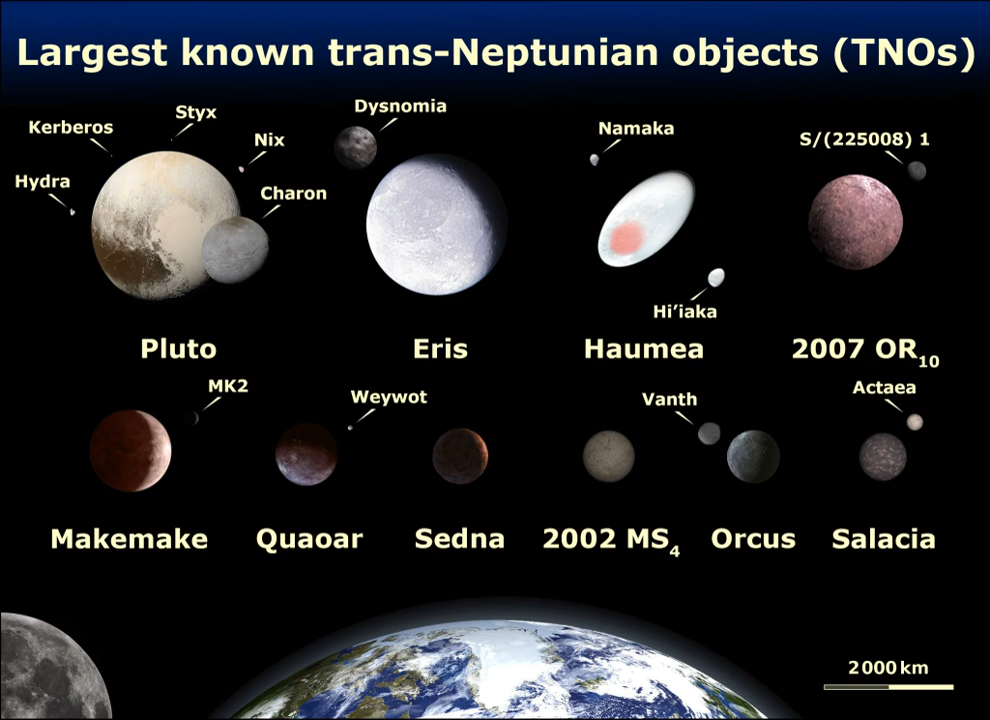 Largest known trans-Neptunian objects (TNOs)
Dysnomia
Styx
Kerberos
Namaka
Nix
S/(225008) 1
Hydra
Charon
Hi’iaka
Pluto
Eris
Haumea
2007 OR₁₀
MK2
Weywot
Vanth
Actaea
Makemake
Quaoar
Sedna
2002 MS₄
Orcus
Salacia
2000 km